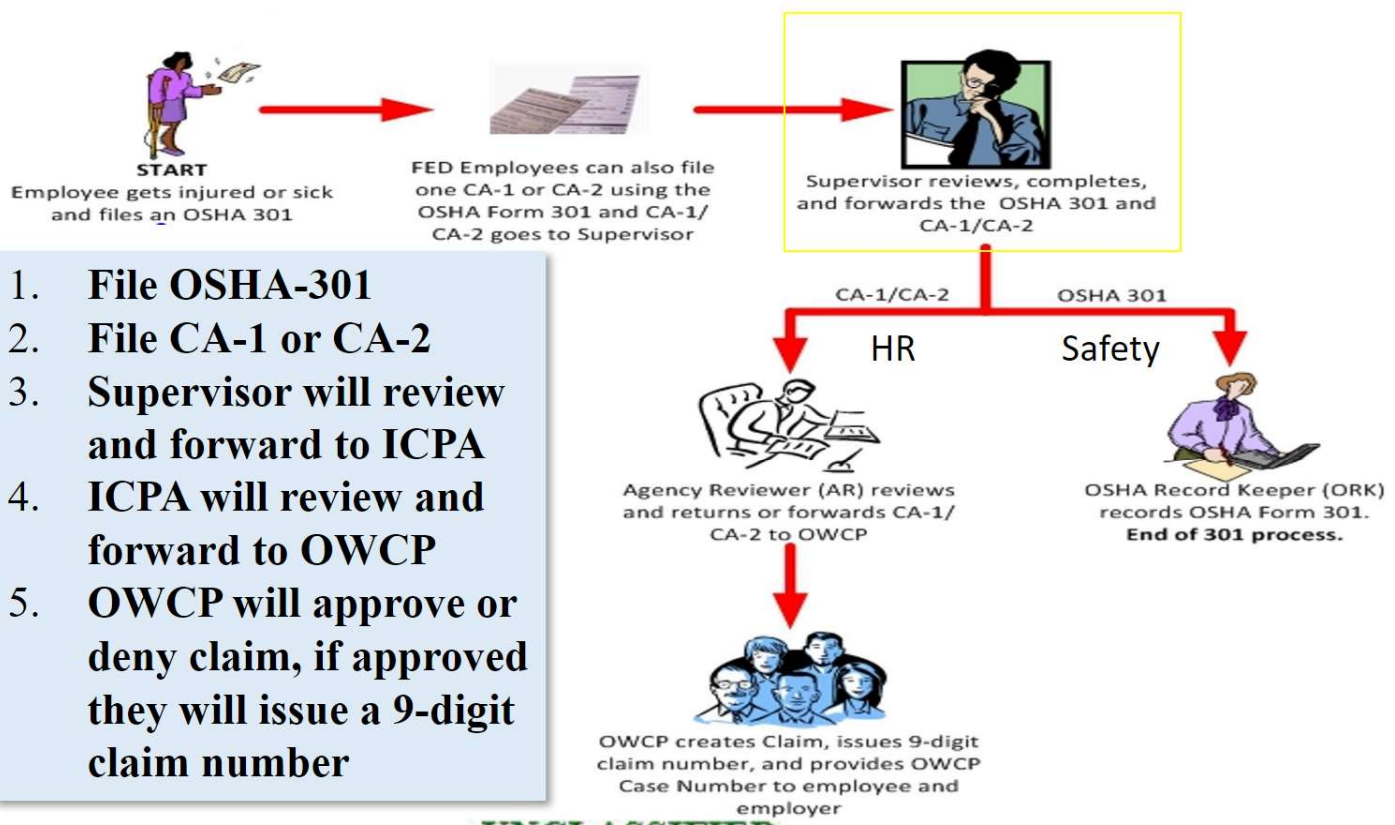 START
Employee gets injured or sick
and files an OSHA 301
FED Employees can also file
one CA-1 or CA-2 using the
OSHA Form 301 and CA-1/
CA-2 goes to Supervisor
Supervisor reviews, completes,
and forwards the OSHA 301 and
CA-1/CA-2
1. File OSHA-301
2. File CA-1 or CA-2
3. Supervisor will review
and forward to ICPA
4. ICPA will review and
forward to OWCP
5. OWCP will approve or
deny claim, if approved
they will issue a 9-digit
claim number
CA-1/CA-2
OSHA 301
HR
Safety
Agency Reviewer (AR) reviews
and returns or forwards CA-1/
CA-2 to OWCP
OSHA Record Keeper (ORK)
records OSHA Form 301.
End of 301 process.
OWCP creates Claim, issues 9-digit
claim number, and provides OWCP
Case Number to employee and
employer
UNCLASSIFIED